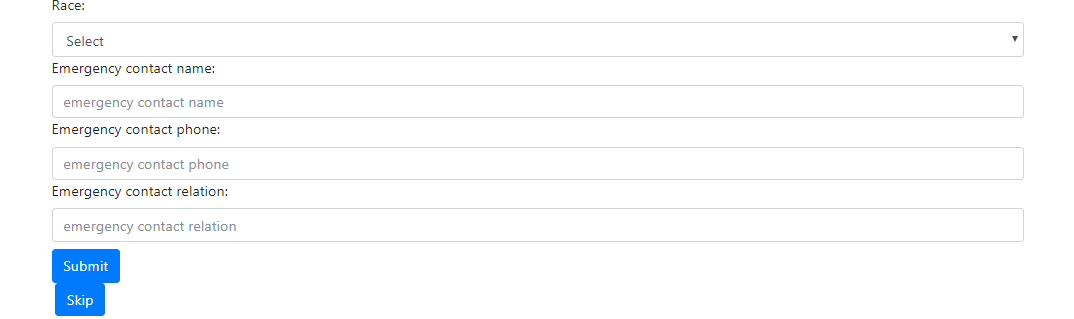 Race:
Select
Emergency contact name:
emergency contact name
Emergency contact phone:
emergency contact phone
Emergency contact relation:
emergency contact relation
Submit
Skip